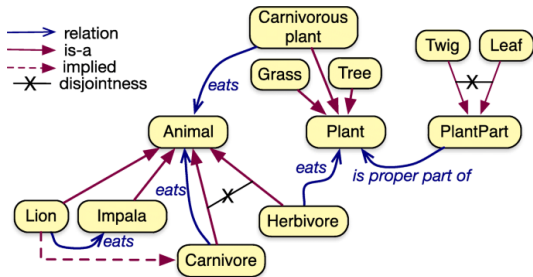 relation
is-a
implied
disjointness
Carnivorous
plant
Twig
Leaf
Grass
Tree
eats
Animal
Plant
PlantPart
eats
eats
is proper part of
Lion
Impala
Herbivore
eats
Carnivore